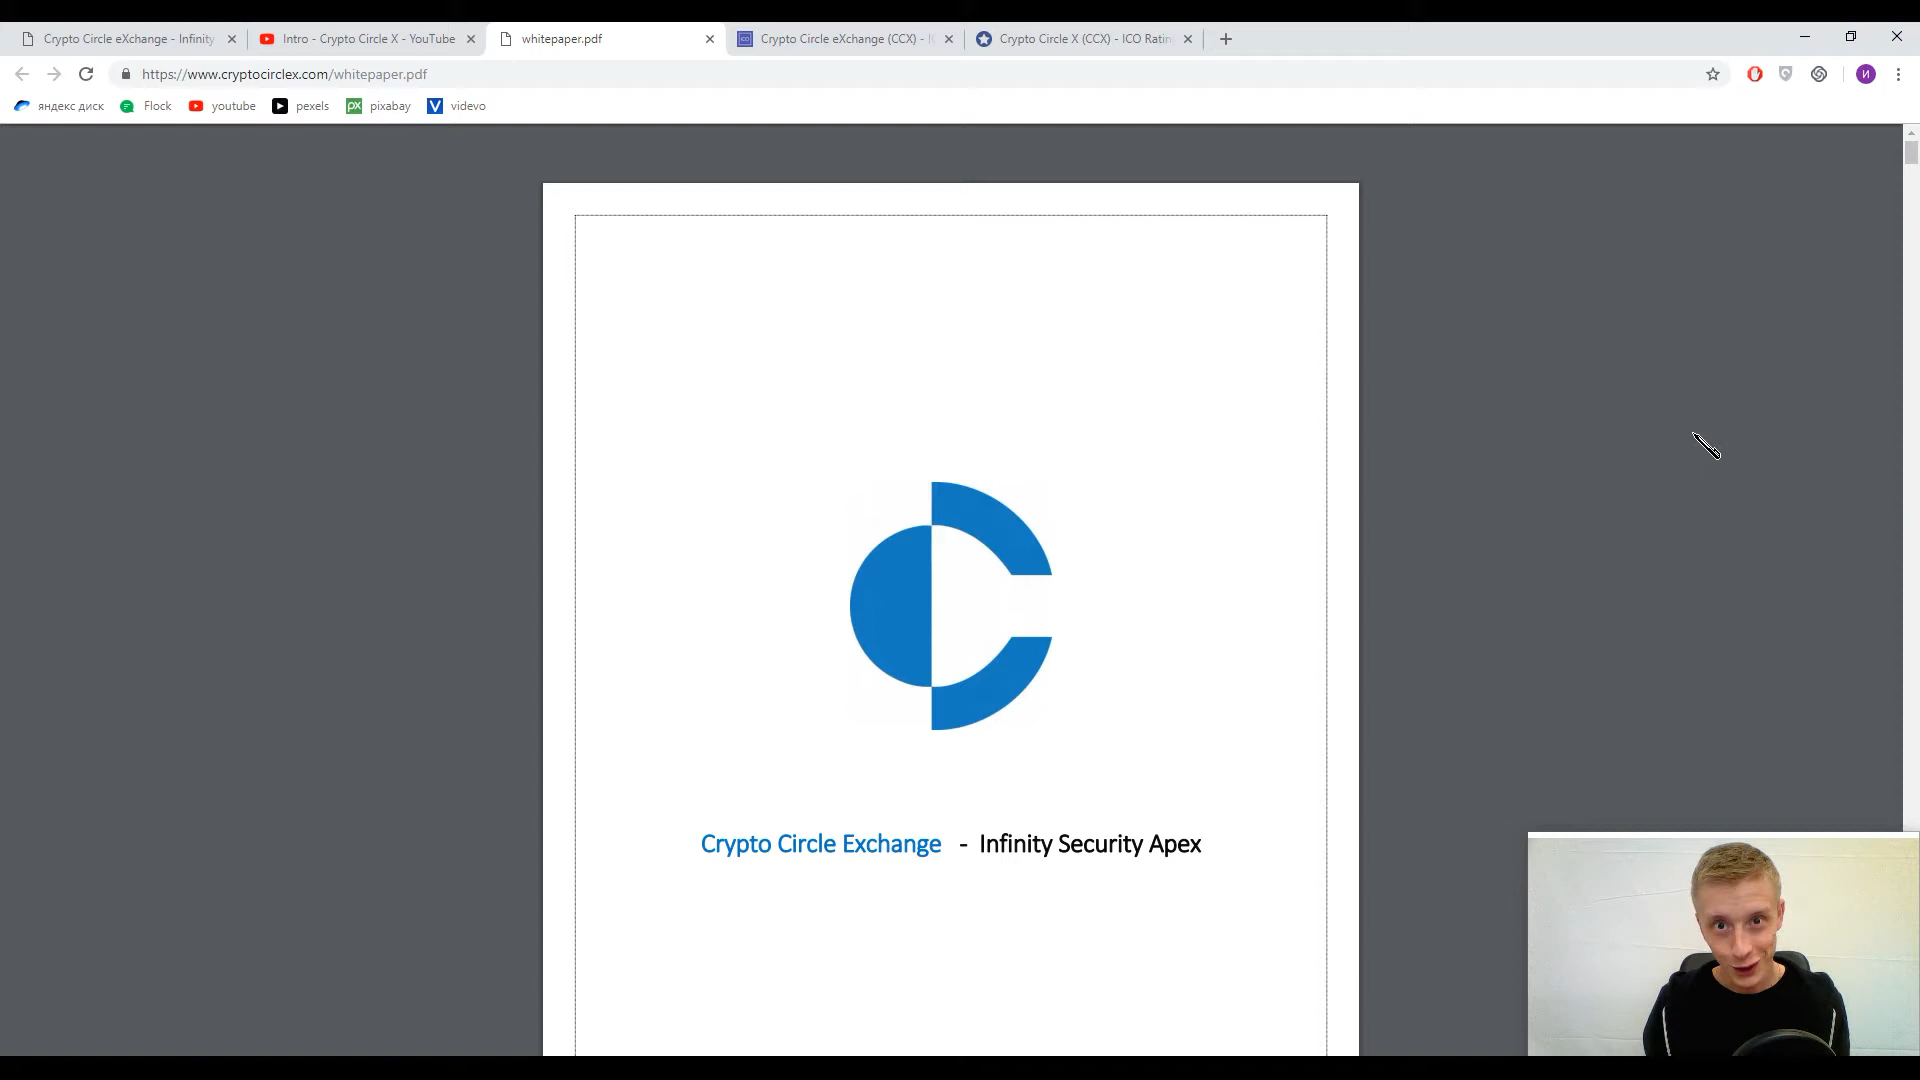 Crypto Circle eXchange - Infinity
Intro - Crypto Circle X - YouTube
whitepaper.pdf
Crypto Circle eXchange (CCX) - IC
Crypto Circle X (CCX) - ICO Ratin
https://www.cryptocirclex.com/whitepaper.pdf
И
яндекс диск
Flock
youtube
px
pexels
pixabay
V
videvo
Crypto Circle Exchange - Infinity Security Apex